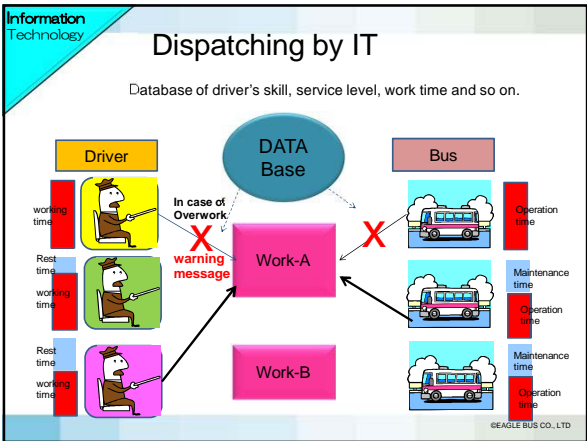 Information
Technology
Dispatching by IT
Database of driver's skill, service level, work time and so on.
Driver
DATA
Base
Bus
working
time
In case of
Overwork
X
warning
message
X
Operation
time
Work-A
Rest
time
working
time
Maintenance
time
Operation
time
Rest
time
working
time
Work-B
Maintenance
time
Operation
time
©EAGLE BUS CO., LTD